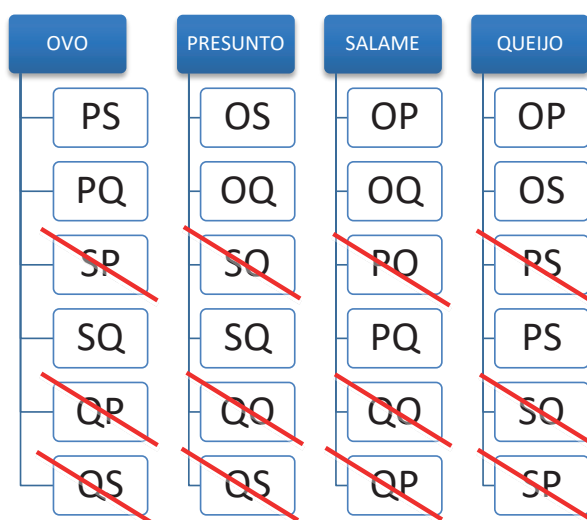 OVO
PS
PQ
SP
SQ
QP
QS
PRESUNTO
OS
OQ
SO
SQ
QO
QS
SALAME
OP
OQ
PO
PQ
QO
QP
QUEIJO
OP
OS
PS
PS
SO
SP